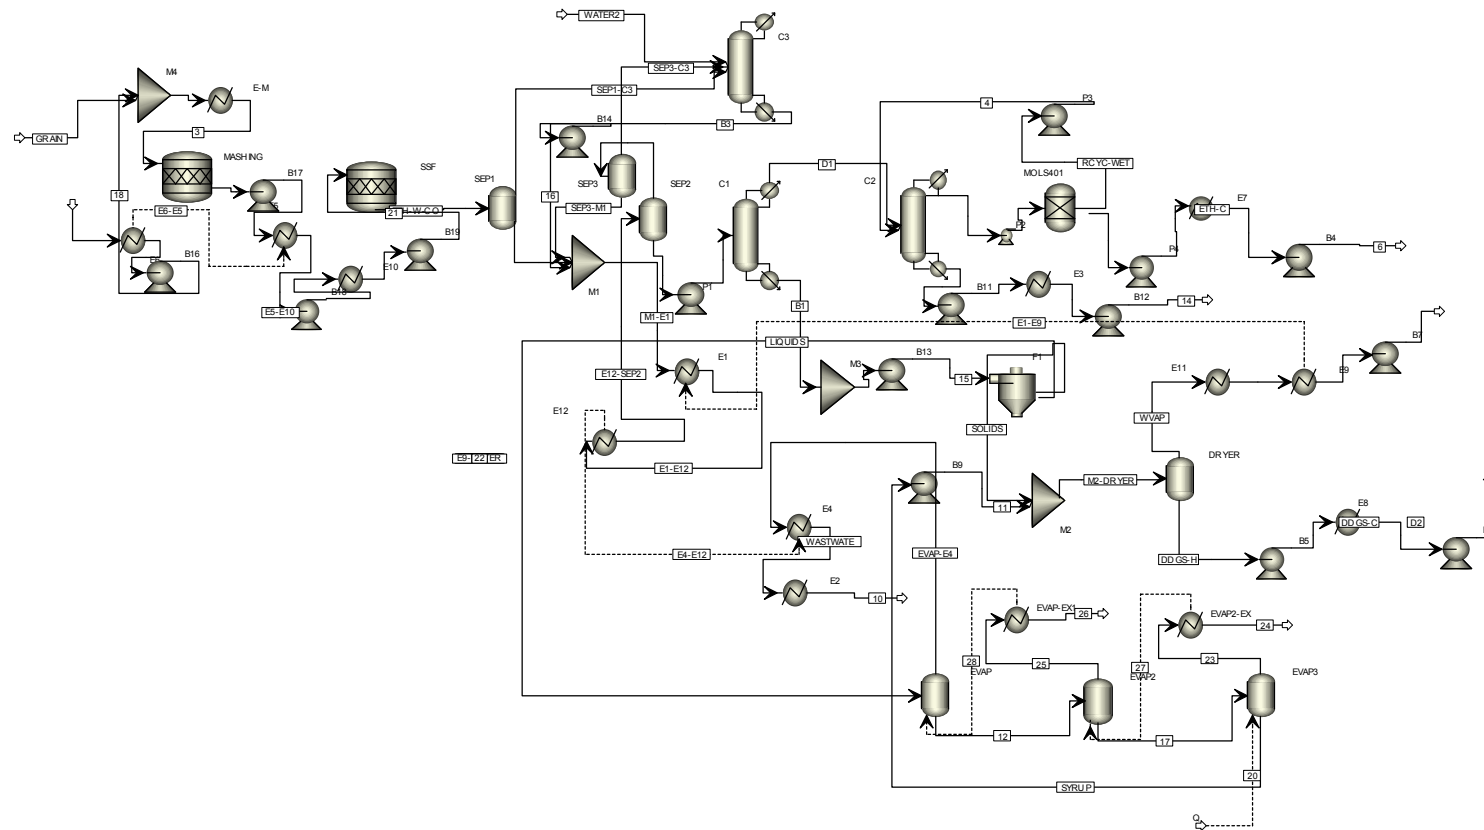 WATER2
C3
SEP3-C3
M4
E-M
SEP1-C3
GRAIN
3
B14
B3
4
P3
MASHING
SSF
SEP1
SEP3
SEP2
C1
D1
C2
RCYC-WET
MOLS401
B17
18
16
E6-E5
21
SEP3-M1
ETH-C
E7
B19
P2
B16
E10
M1
P1
P4
B4
6
E5-E10
B18
M1-E1
B1
B11
E3
B12
14
E1-E9
LIQUIDS
B7
E1
M3
B13
F1
15
E11
E9
E12-SEP2
E12
WVAP
SOLIDS
E1-E12
B9
DRYER
M2-DRYER
11
M2
E4
WASTWATE
E8
DDGS-C
D2
E4-E12
EVAP-E4
B5
DDGS-H
E2
10
EVAP-EX1
26
EVAP2-EX
24
28
25
27
23
EVAP
EVAP2
EVAP3
12
17
20
SYRUP
Q